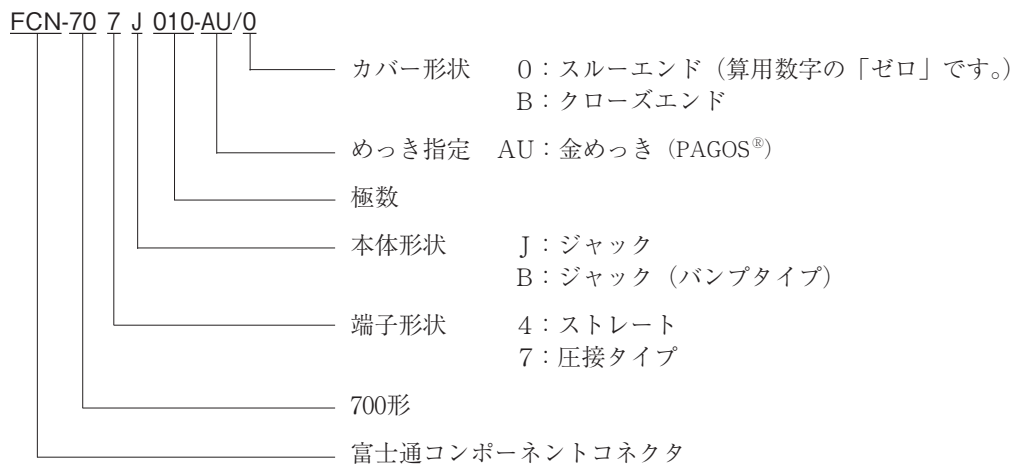 FCN-70 7 J 010-AU/0
カバー形状 0：スルーエンド（算用数字の「ゼロ」です。）
B：クローズエンド
めっき指定 AU：金めっき（PAGOS®）
極数
本体形状 J：ジャック
B：ジャック（バンプタイプ）
端子形状 4：ストレート
7：圧接タイプ
700形
富士通コンポーネントコネクタ